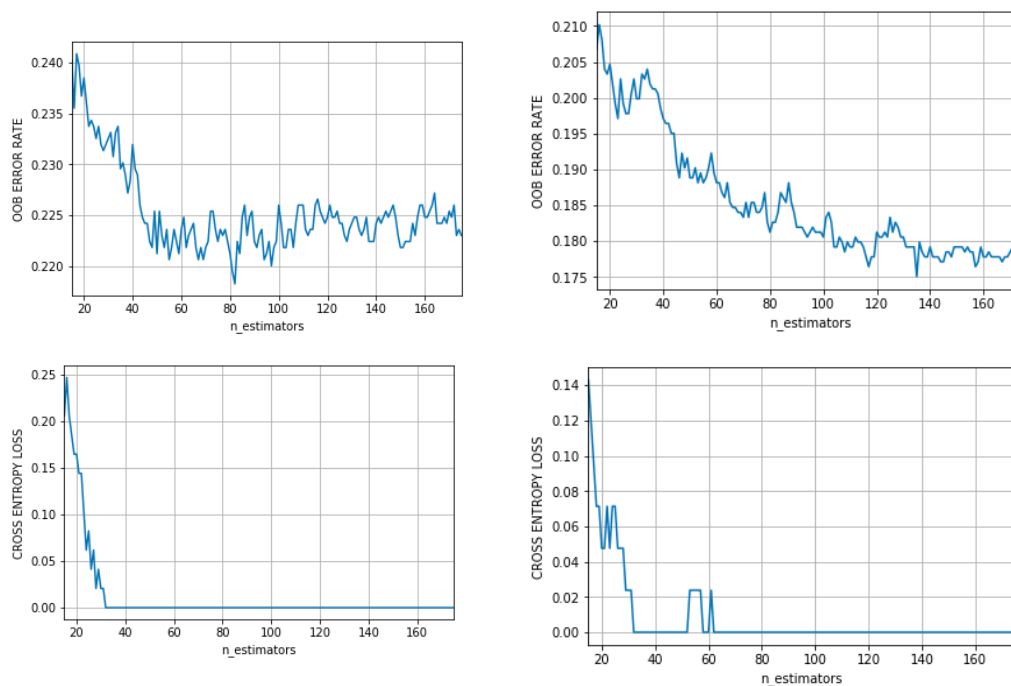 0.240
0.235
0.230
0.225
0.220
OOB ERROR RATE
20 40 60 80 100 120 140 160
n_estimators
0.210
0.205
0.200
0.195
0.190
0.185
0.180
0.175
OOB ERROR RATE
20 40 60 80 100 120 140 160
n_estimators
0.25
0.20
0.15
0.10
0.05
0.00
CROSS ENTROPY LOSS
20 40 60 80 100 120 140 160
n_estimators
0.14
0.12
0.10
0.08
0.06
0.04
0.02
0.00
CROSS ENTROPY LOSS
20 40 60 80 100 120 140 160
n_estimators